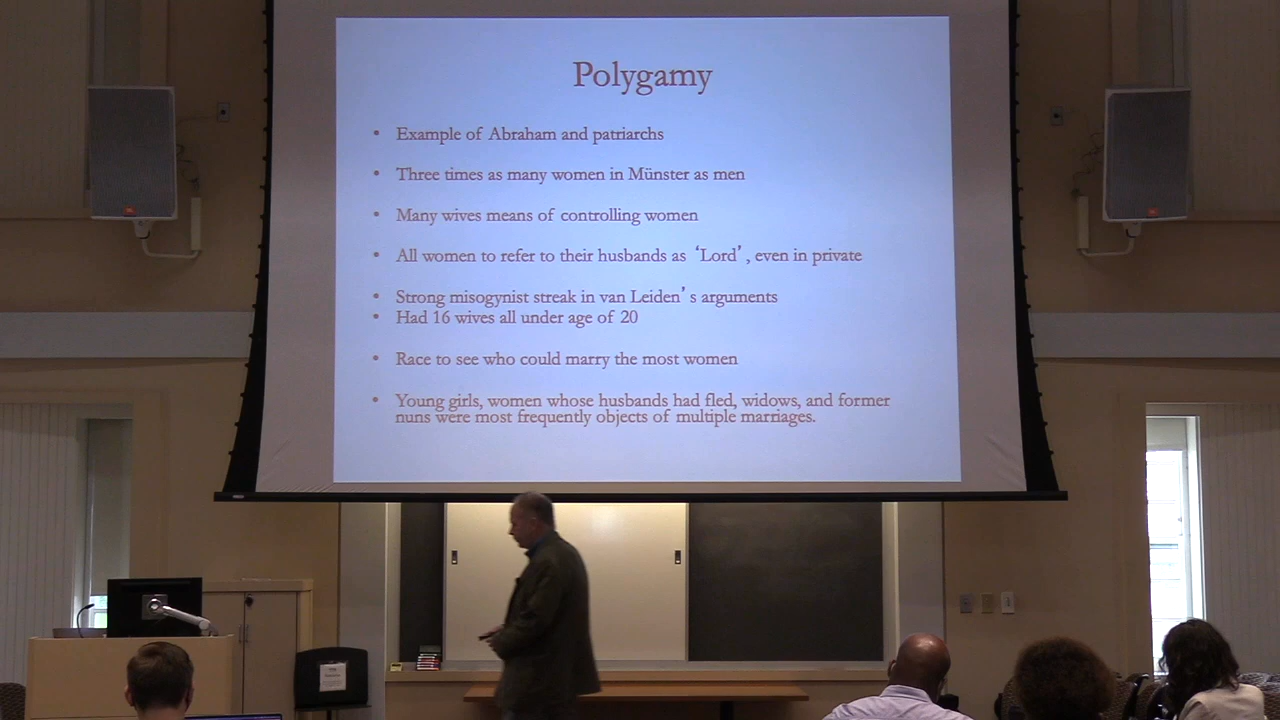 Polygamy
• Example of Abraham and patriarchs
• Three times as many women in Münster as men
• Many wives means of controlling women
• All women to refer to their husbands as ‘Lord’, even in private
• Strong misogynist streak in van Leiden’s arguments
• Had 16 wives all under age of 20
• Race to see who could marry the most women
• Young girls, women whose husbands had fled, widows, and former
nuns were most frequently objects of multiple marriages.